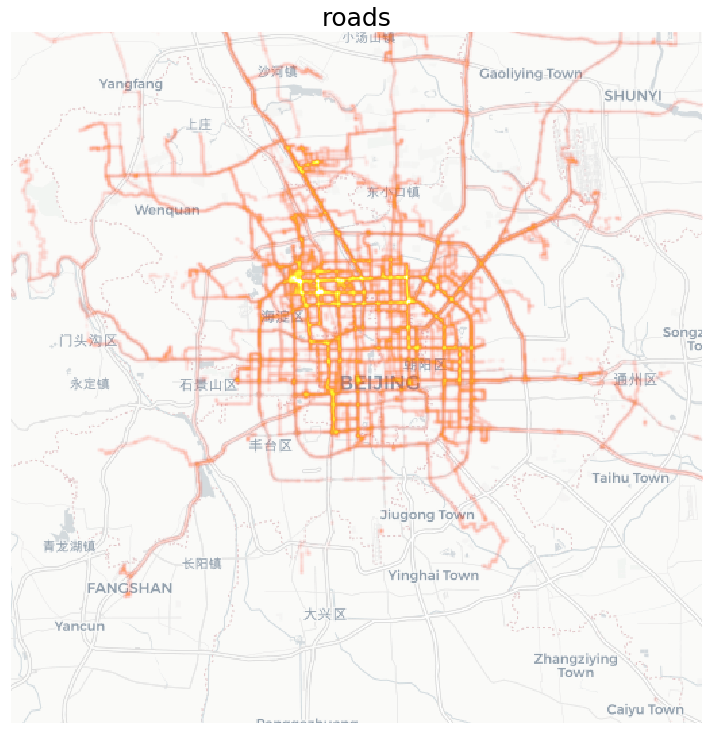 roads
小汤山镇
沙河镇
Gaoliying Town
Yangfang
SHUNYI
上庄
东小口镇
Wenquan
海淀区
门头沟区
朝阳区
永定镇
石景山区
BEIJING
通州区
丰台区
Taihu Town
Jiugong Town
青龙湖镇
长阳镇
Yinghai Town
FANGSHAN
大兴区
Yancun
Zhangziying
Town
Caiyu Town